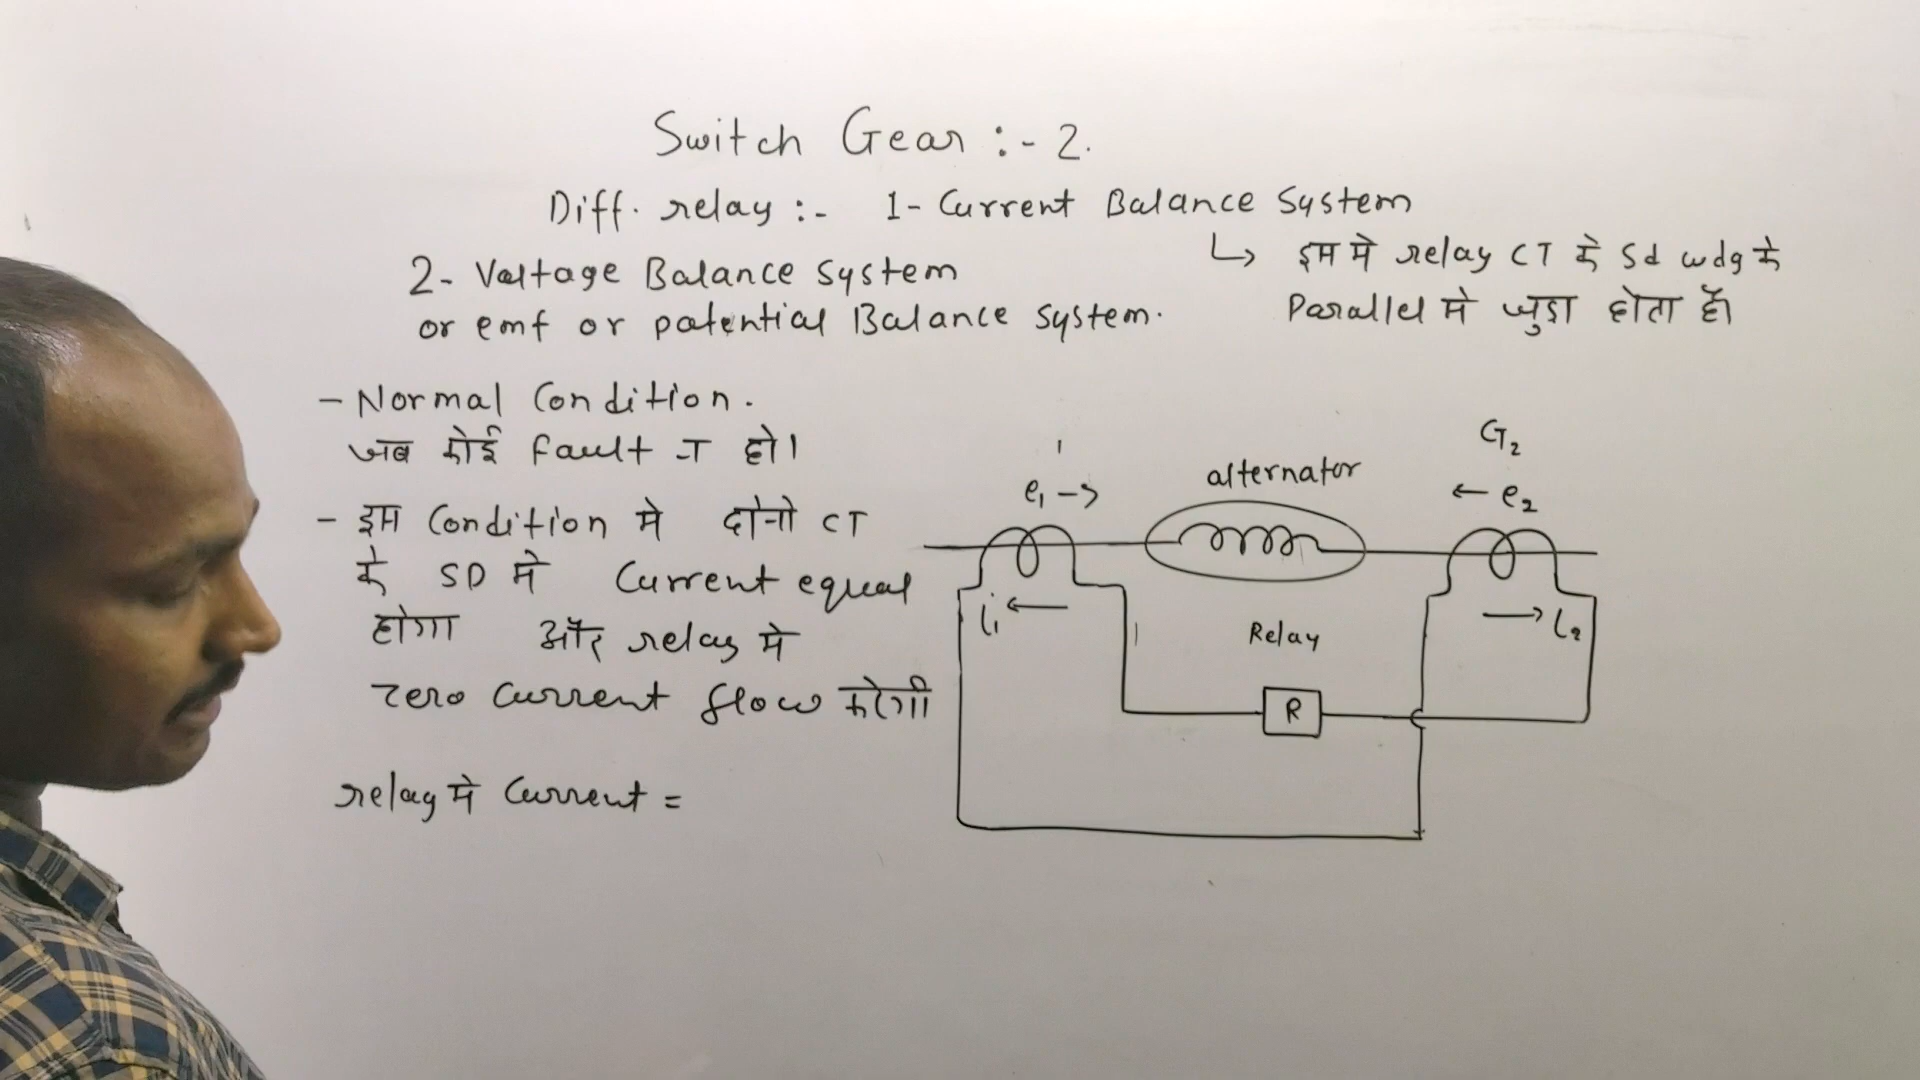 Switch Gear :- 2.
Diff. relay :- 1- Current Balance System
↳ इस मे relay CT के Sd wdg के
Parallel मे जुड़ा होता है।
2- Voltage Balance System
or emf or potential Balance System.
- Normal Condition.
जब कोई fault न हो।
- इस Condition मे दोनो CT
के SD मे Current equal
होगा और relay मे
zero Current flow करेगी
relay मे Current =
e₁ →
alternator
G₂
← e₂
i₁ ←
Relay
→ i₂
R